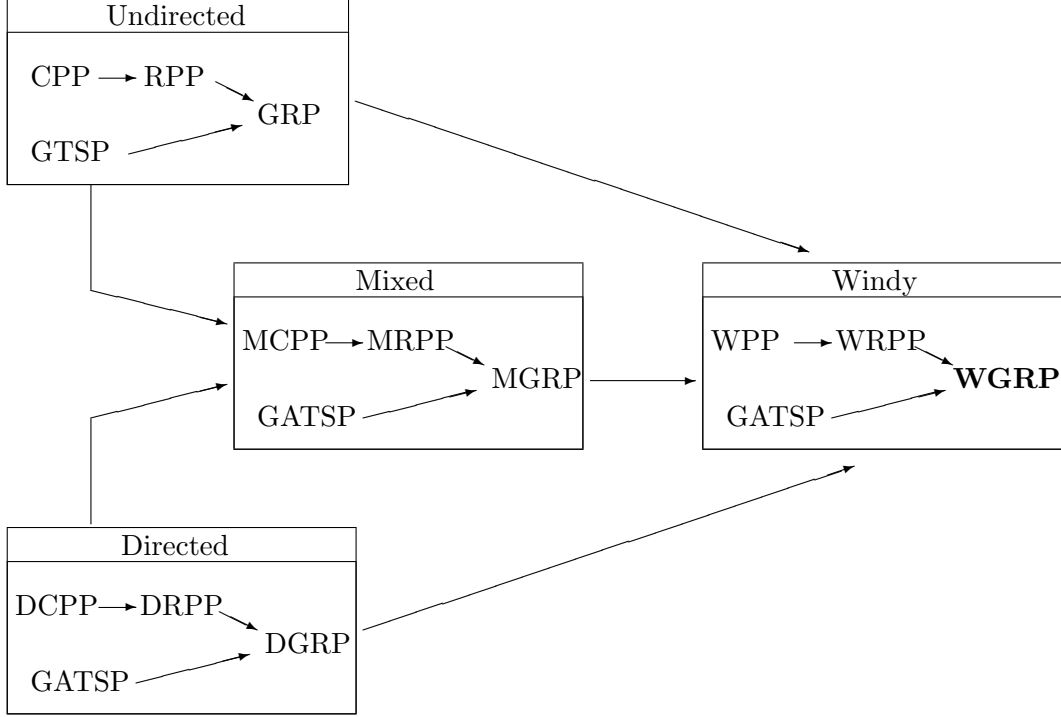 Undirected
CPP RPP
GRP
GTSP
Mixed
MCPP MRPP
MGRP
GATSP
Windy
WPP WRPP
WGRP
GATSP
Directed
DCPP DRPP
DGRP
GATSP